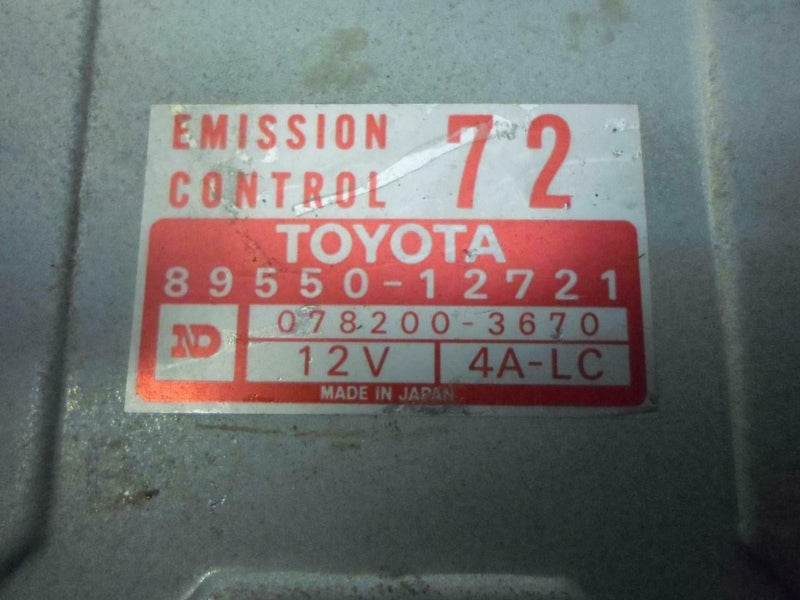 EMISSION
CONTROL
72
TOYOTA
89550-12721
ND
078200-3670
12V
4A-LC
MADE IN JAPAN